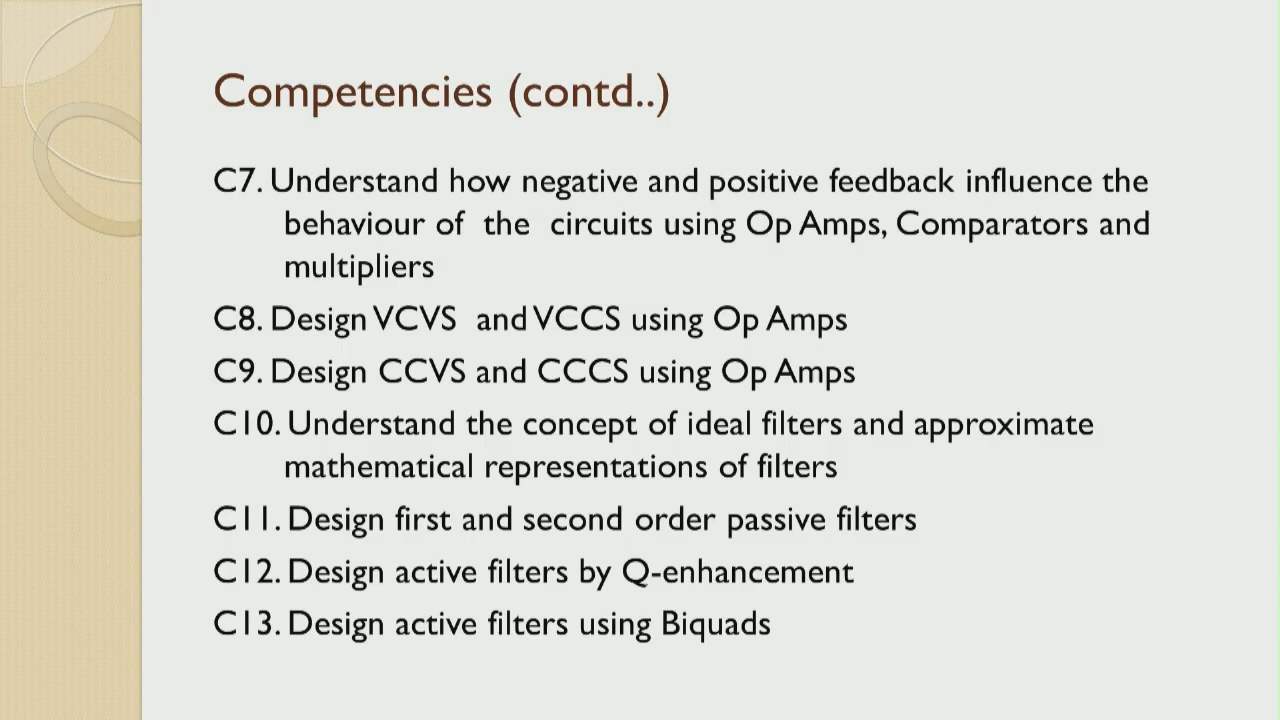 Competencies (contd..)
C7. Understand how negative and positive feedback influence the
behaviour of the circuits using Op Amps, Comparators and
multipliers
C8. Design VCVS and VCCS using Op Amps
C9. Design CCVS and CCCS using Op Amps
C10. Understand the concept of ideal filters and approximate
mathematical representations of filters
C11. Design first and second order passive filters
C12. Design active filters by Q-enhancement
C13. Design active filters using Biquads